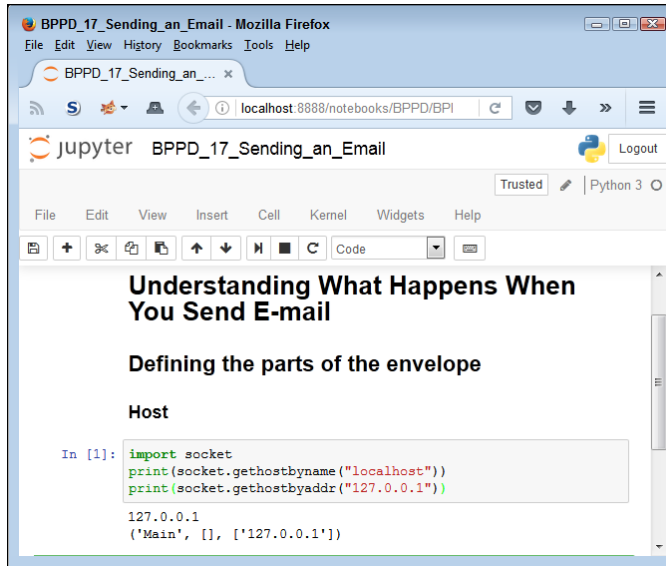 BPPD_17_Sending_an_Email - Mozilla Firefox
File Edit View History Bookmarks Tools Help
BPPD_17_Sending_an_... ×
localhost:8888/notebooks/BPPD/BPI
jupyter BPPD_17_Sending_an_Email
Logout
Trusted
Python 3
File Edit View Insert Cell Kernel Widgets Help
Code
Understanding What Happens When
You Send E-mail
Defining the parts of the envelope
Host
In [1]: import socket
print(socket.gethostbyname("localhost"))
print(socket.gethostbyaddr("127.0.0.1"))
127.0.0.1
('Main', [], ['127.0.0.1'])